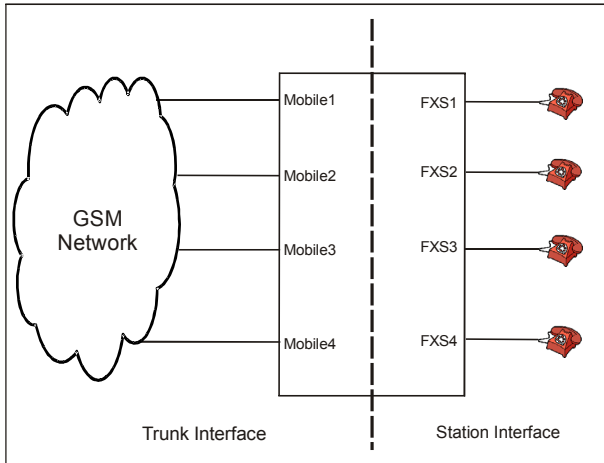 Mobile1
FXS1
Mobile2
FXS2
GSM
Network
Mobile3
FXS3
Mobile4
FXS4
Trunk Interface
Station Interface